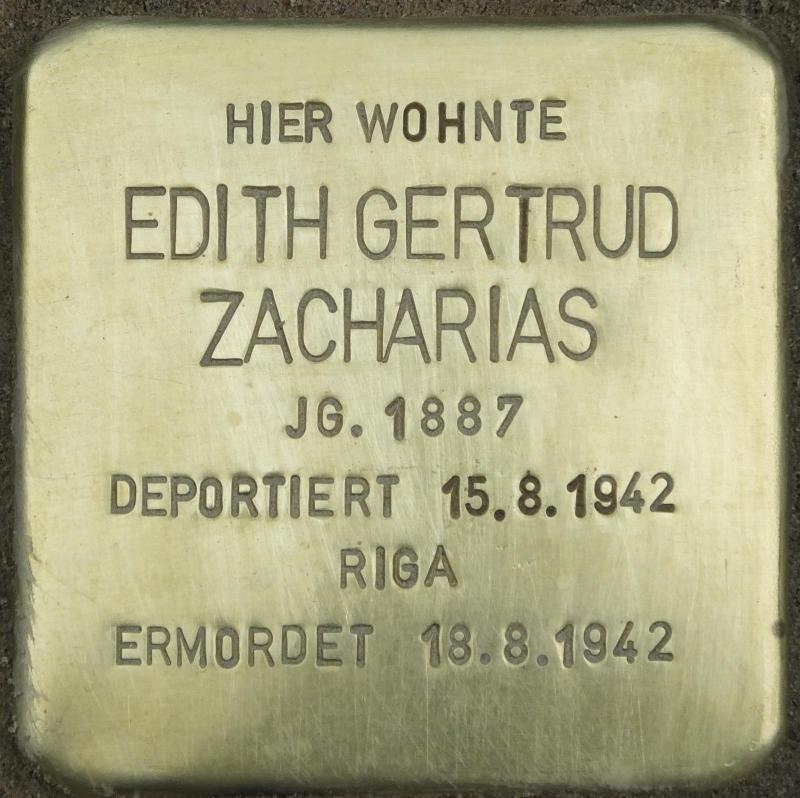 HIER WOHNTE
EDITH GERTRUD
ZACHARIAS
JG. 1887
DEPORTIERT 15.8.1942
RIGA
ERMORDET 18.8.1942